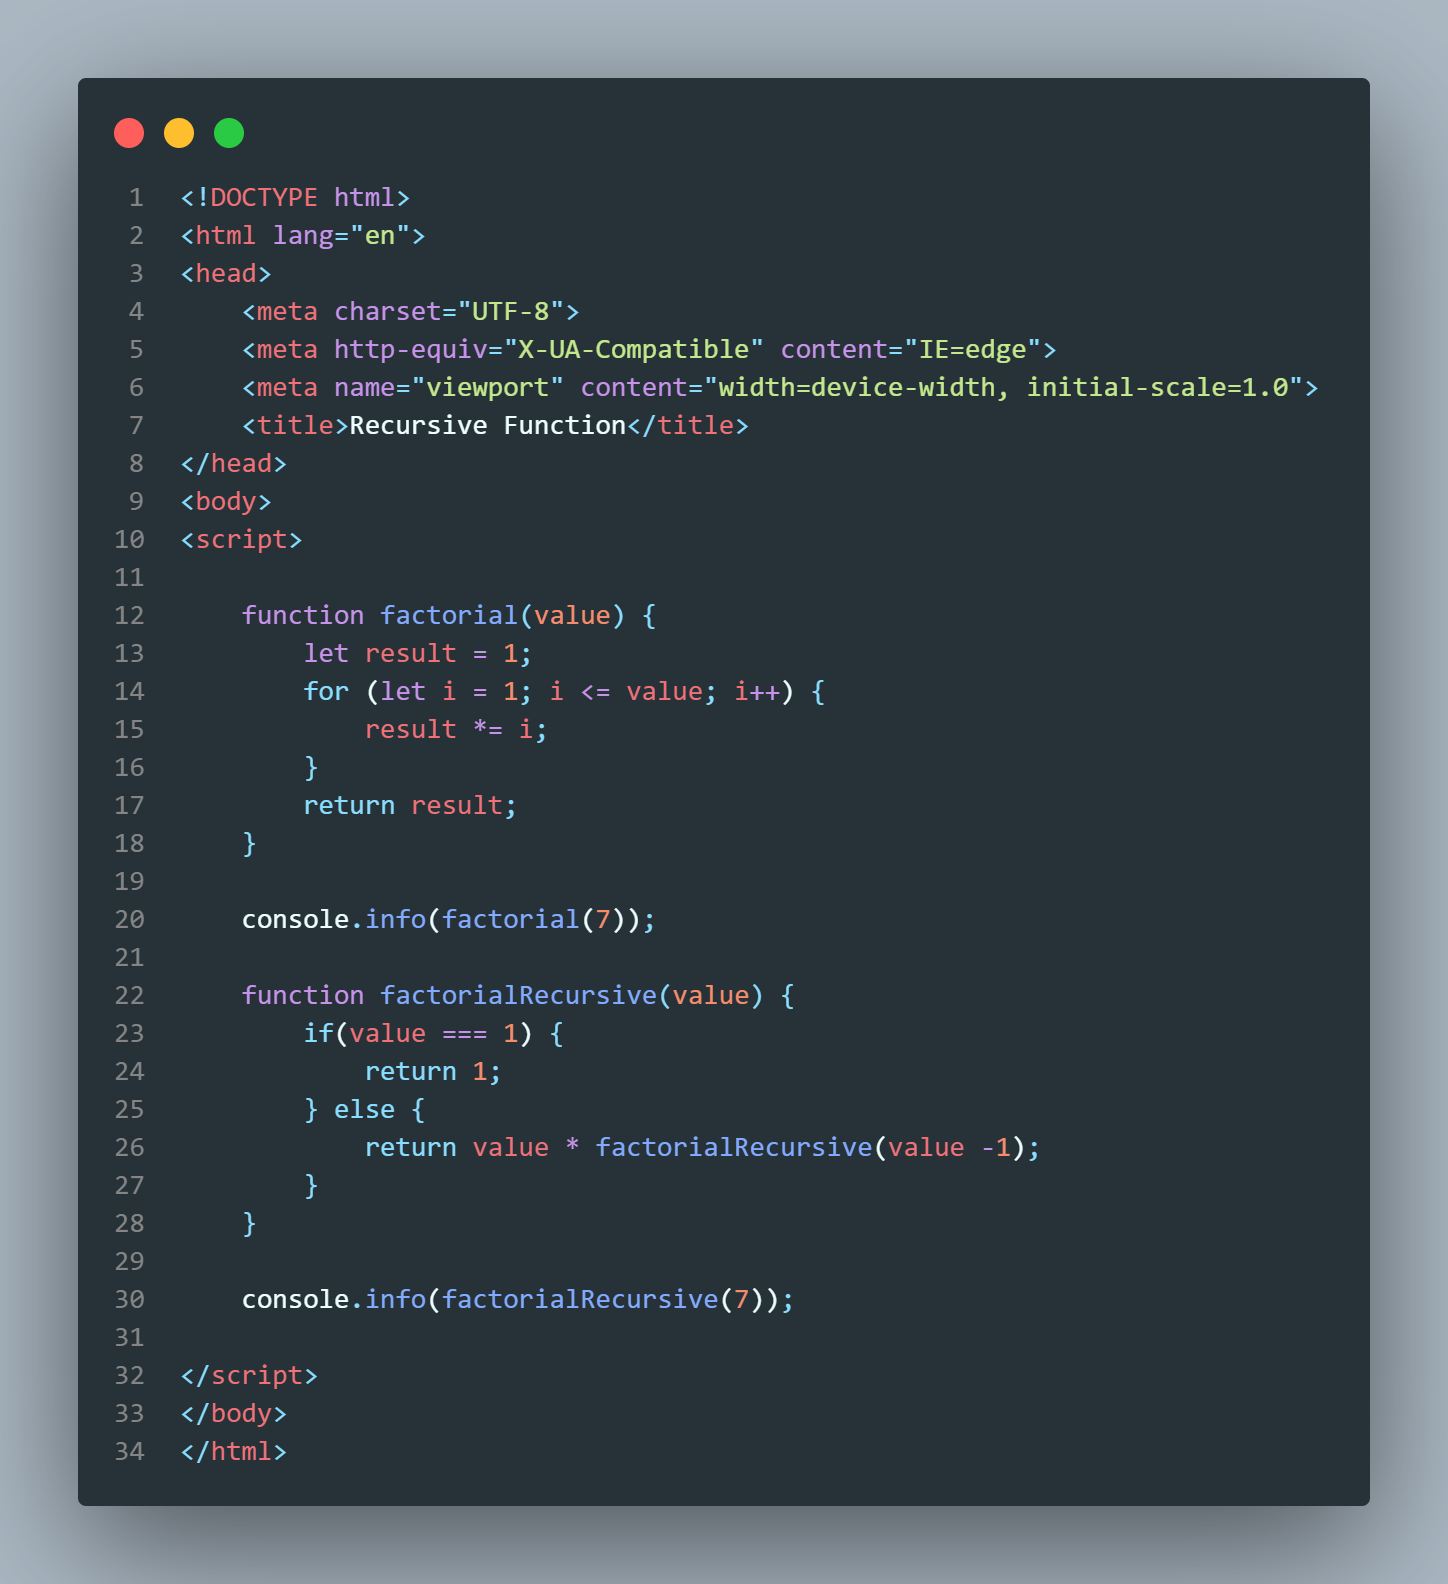 1 <!DOCTYPE html>
2 <html lang="en">
3 <head>
4     <meta charset="UTF-8">
5     <meta http-equiv="X-UA-Compatible" content="IE=edge">
6     <meta name="viewport" content="width=device-width, initial-scale=1.0">
7     <title>Recursive Function</title>
8 </head>
9 <body>
10 <script>
11
12     function factorial(value) {
13         let result = 1;
14         for (let i = 1; i <= value; i++) {
15             result *= i;
16         }
17         return result;
18     }
19
20     console.info(factorial(7));
21
22     function factorialRecursive(value) {
23         if(value === 1) {
24             return 1;
25         } else {
26             return value * factorialRecursive(value -1);
27         }
28     }
29
30     console.info(factorialRecursive(7));
31
32 </script>
33 </body>
34 </html>